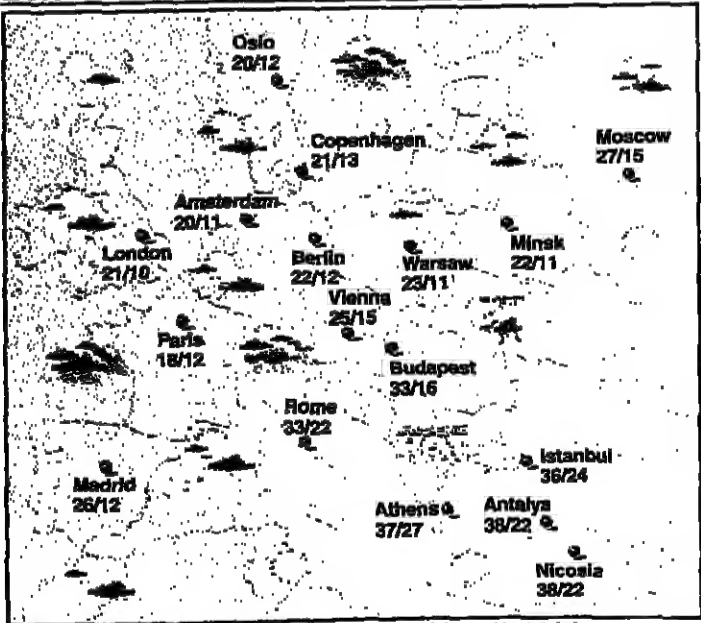 Oslo
20/12
Copenhagen
21/13
Moscow
27/15
Amsterdam
20/11
London
21/10
Berlin
22/12
Warsaw
23/11
Minsk
22/11
Vienna
25/15
Paris
18/12
Budapest
33/16
Rome
33/22
Istanbul
36/24
Madrid
26/12
Athens
37/27
Antalya
38/22
Nicosia
38/22